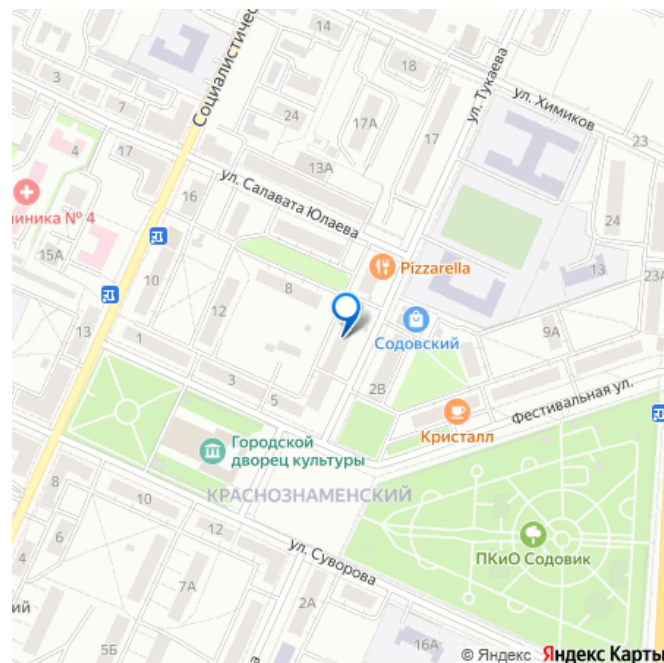 14
18
ул. Тукаева
Социалистичес
3
7
17
4
24
17А
17
ул. Химиков
23
13А
ул. Салавата Юлаева
16
24
линика № 4
15А
10
12
8
Pizzarella
13
23А
13
1
Содовский
9А
3
5
2В
Кристалл
Фестивальная ул.
Городской
дворец культуры
КРАСНОЗНАМЕНСКИЙ
10
12
ул. Суворова
ПКиО Содовик
4
6
7А
2А
кий
5Б
16А
© Яндекс Яндекс Карты